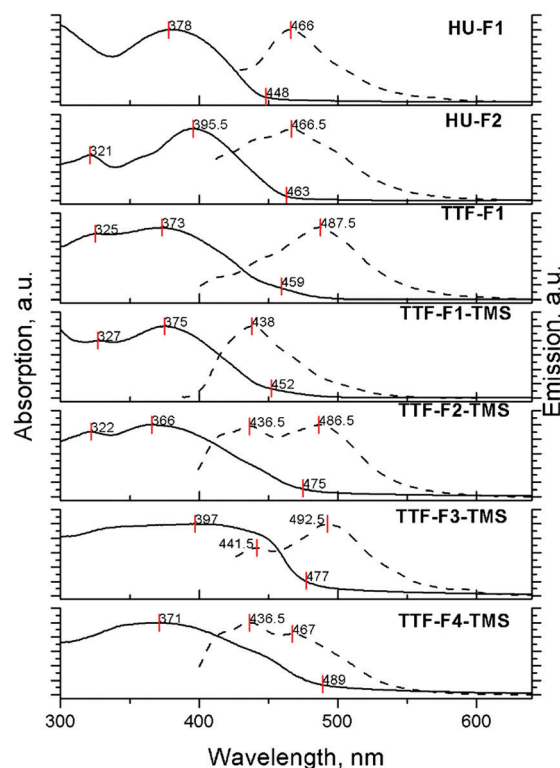 378
466
HU-F1
448
395.5
466.5
HU-F2
321
463
325
373
487.5
TTF-F1
459
327
375
438
TTF-F1-TMS
452
322
366
436.5
486.5
TTF-F2-TMS
475
397
492.5
TTF-F3-TMS
441.5
477
371
436.5
467
TTF-F4-TMS
489
Absorption, a.u.
Emission, a.u.
300 400 500 600
Wavelength, nm